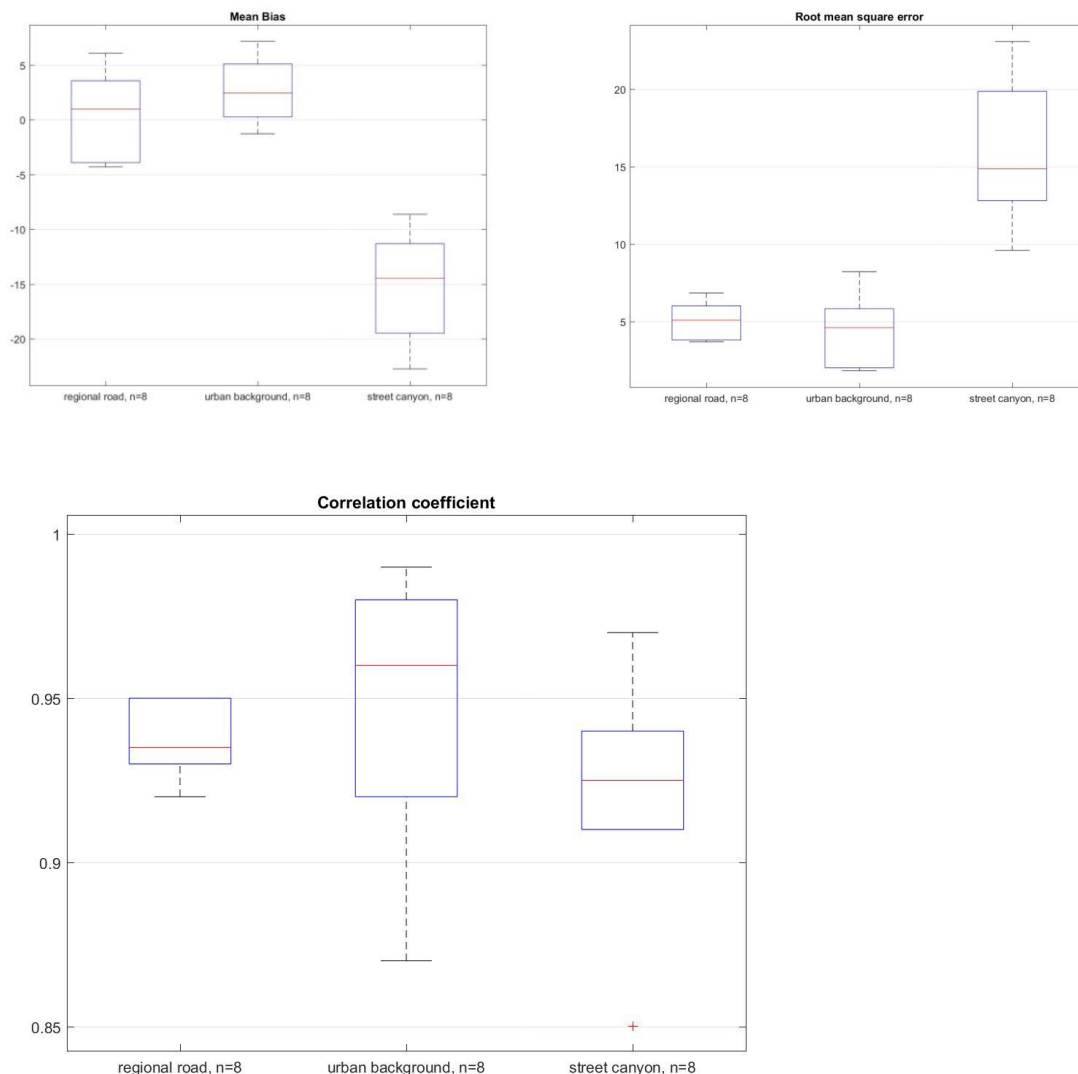 Mean Bias
5
0
-5
-10
-15
-20
regional road, n=8 urban background, n=8 street canyon, n=8
Root mean square error
20
15
10
5
regional road, n=8 urban background, n=8 street canyon, n=8
Correlation coefficient
1
0.95
0.9
0.85
regional road, n=8 urban background, n=8 street canyon, n=8